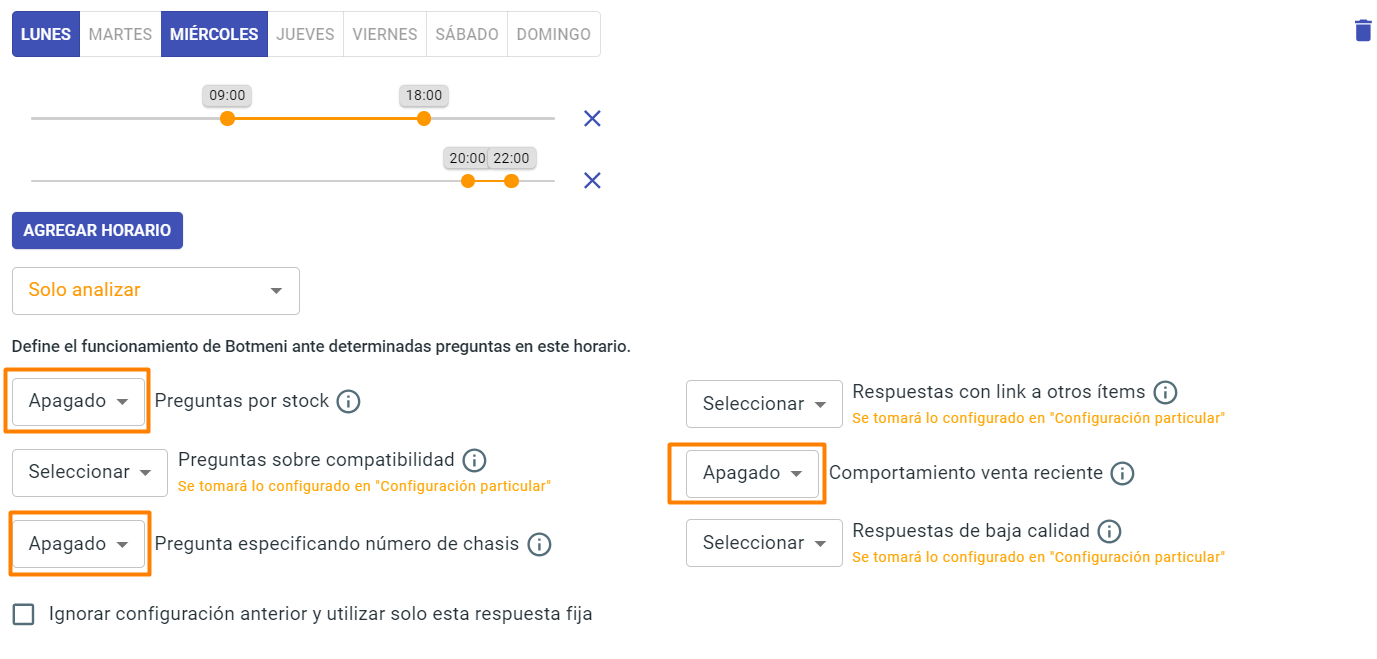 LUNES MARTES MIÉRCOLES JUEVES VIERNES SÁBADO DOMINGO
09:00 18:00
20:00 22:00
AGREGAR HORARIO
Solo analizar
Define el funcionamiento de Botmeni ante determinadas preguntas en este horario.
Apagado Preguntas por stock
Seleccionar Respuestas con link a otros ítems
Se tomará lo configurado en "Configuración particular"
Seleccionar Preguntas sobre compatibilidad
Se tomará lo configurado en "Configuración particular"
Apagado Comportamiento venta reciente
Apagado Pregunta especificando número de chasis
Seleccionar Respuestas de baja calidad
Se tomará lo configurado en "Configuración particular"
Ignorar configuración anterior y utilizar solo esta respuesta fija